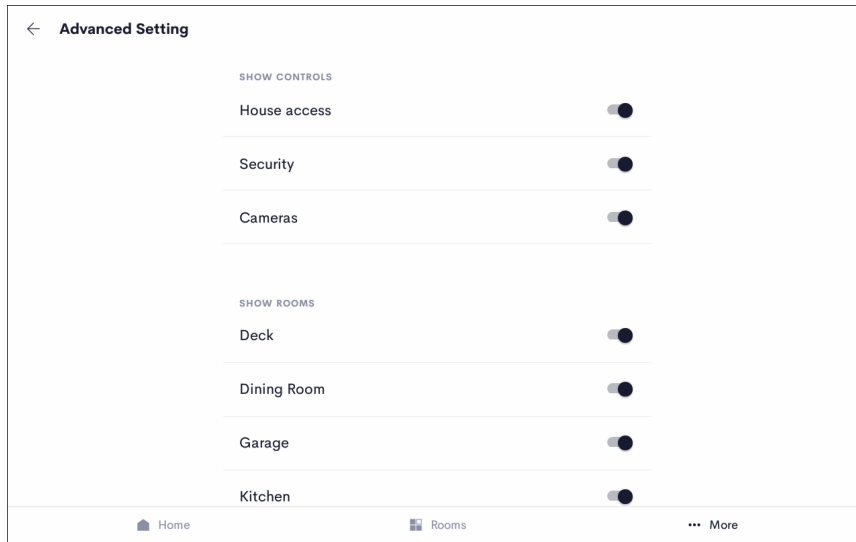 Advanced Setting
SHOW CONTROLS
House access
Security
Cameras
SHOW ROOMS
Deck
Dining Room
Garage
Kitchen
Home
Rooms
More